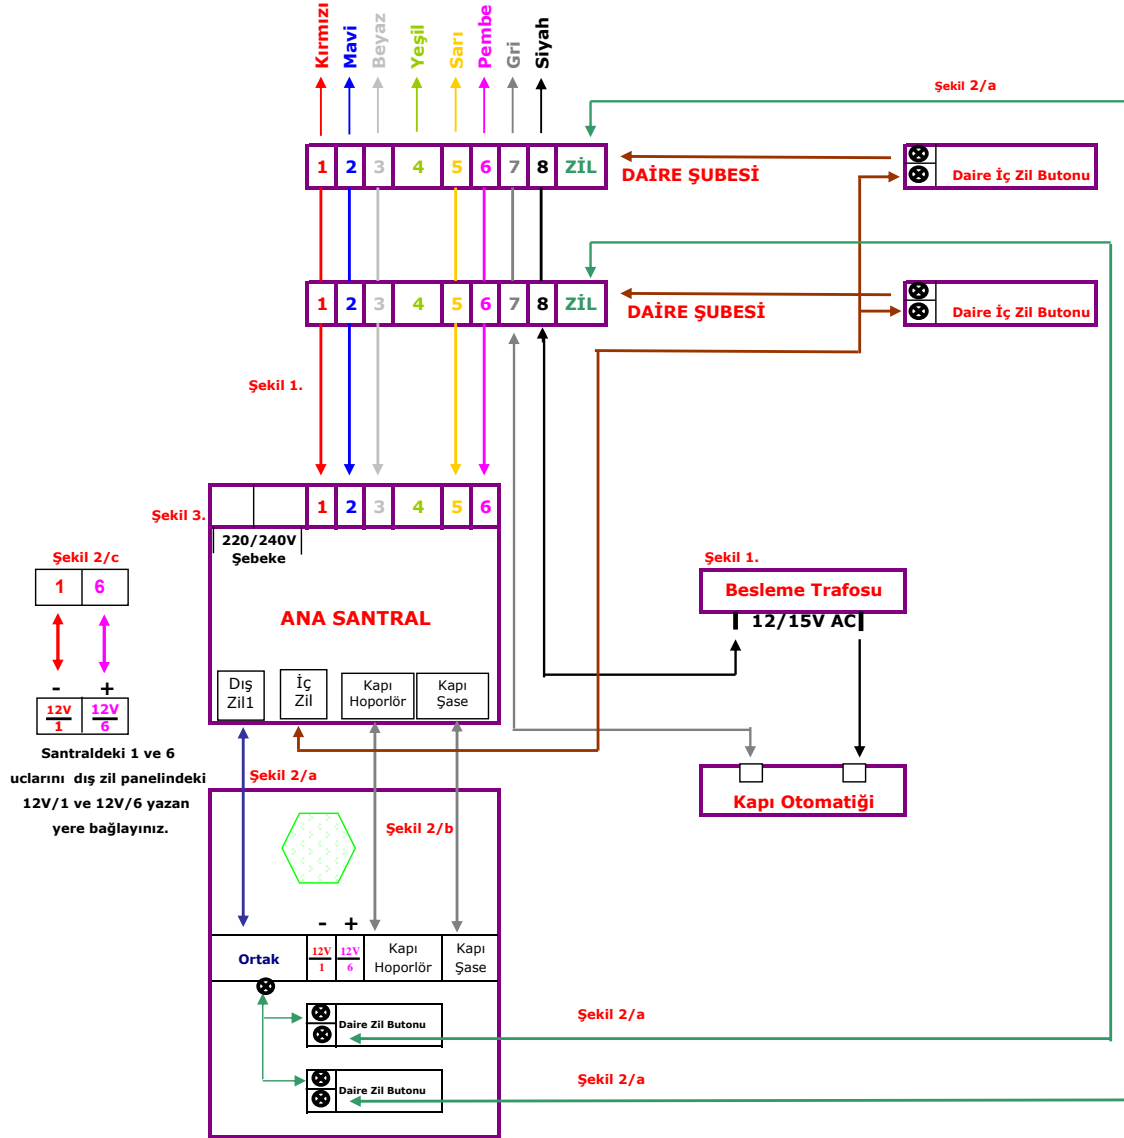 Kırmızı
Mavi
Beyaz
Yeşil
Sarı
Pembe
Gri
Siyah
Şekil 2/a
1 2 3 4 5 6 7 8 ZİL
DAİRE ŞUBESİ
Daire İç Zil Butonu
1 2 3 4 5 6 7 8 ZİL
DAİRE ŞUBESİ
Daire İç Zil Butonu
Şekil 1.
Şekil 3.
1 2 3 4 5 6
220/240V
Şebeke
Şekil 2/c
1 6
- +
12V
1
12V
6
Santraldeki 1 ve 6
uclarını dış zil panelindeki
12V/1 ve 12V/6 yazan
yere bağlayınız.
ANA SANTRAL
Dış
Zil1
İç
Zil
Kapı
Hoporlör
Kapı
Şase
Şekil 1.
Besleme Trafosu
12/15V AC
Kapı Otomatiği
Şekil 2/a
Şekil 2/b
- +
Ortak
12V
1
12V
6
Kapı
Hoporlör
Kapı
Şase
Daire Zil Butonu
Şekil 2/a
Daire Zil Butonu
Şekil 2/a